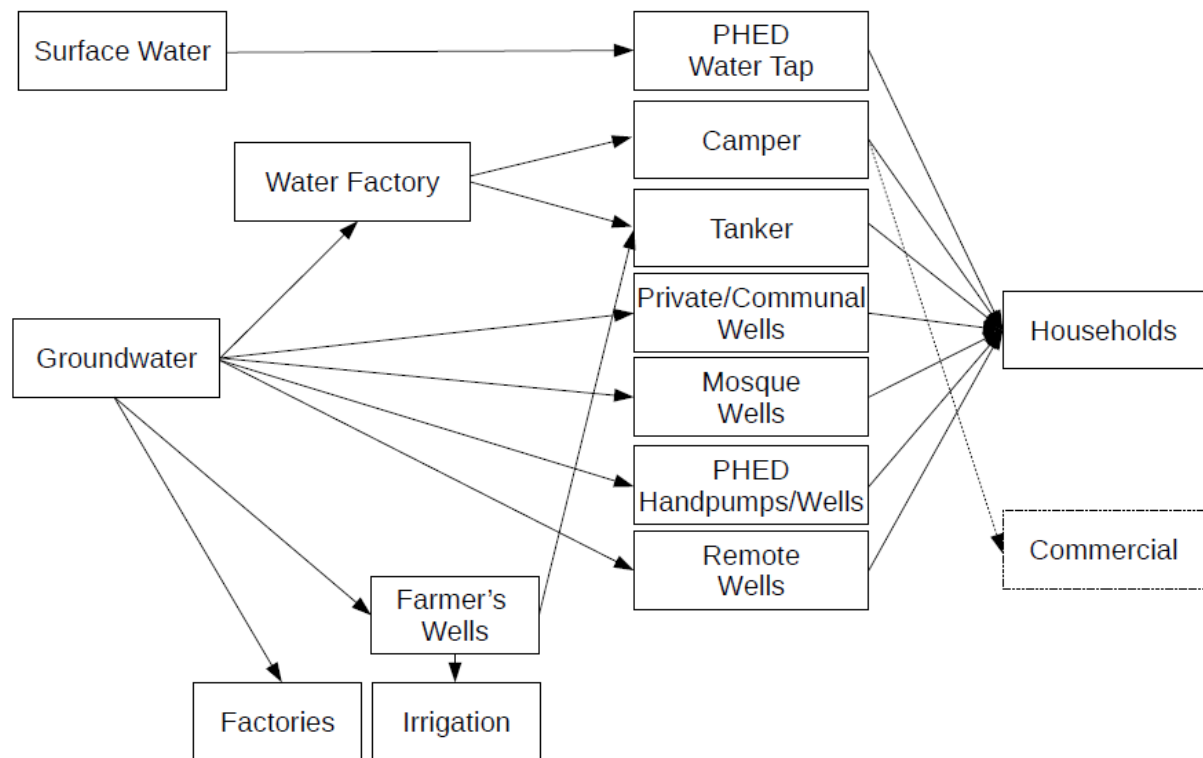 Surface Water
PHED
Water Tap
Camper
Water Factory
Tanker
Private/Communal
Wells
Households
Groundwater
Mosque
Wells
PHED
Handpumps/Wells
Commercial
Remote
Wells
Farmer’s
Wells
Factories
Irrigation